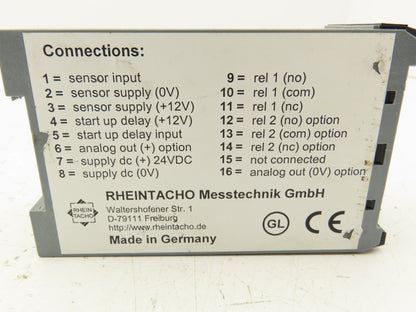 Connections:
1 = sensor input
2 = sensor supply (0V)
3 = sensor supply (+12V)
4 = start up delay (+12V)
5 = start up delay input
6 = analog out (+) option
7 = supply dc (+) 24VDC
8 = supply dc (0V)
9 = rel 1 (no)
10 = rel 1 (com)
11 = rel 1 (nc)
12 = rel 2 (no) option
13 = rel 2 (com) option
14 = rel 2 (nc) option
15 = not connected
16 = analog out (0V) option
RHEINTACHO Messtechnik GmbH
RHEIN
TACHO
Waltershofener Str. 1
D-79111 Freiburg
http://www.rheintacho.de
Made in Germany
GL
CE